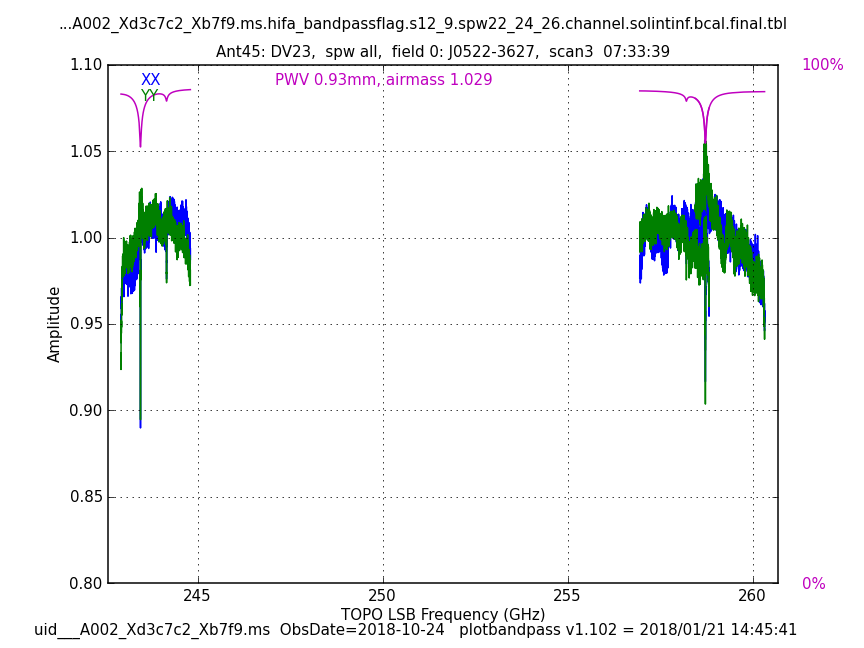 ...A002_Xd3c7c2_Xb7f9.ms.hifa_bandpassflag.s12_9.spw22_24_26.channel.solintinf.bcal.final.tbl
Ant45: DV23,  spw all,  field 0: J0522-3627,  scan3  07:33:39
1.10
100%
XX
PWV 0.93mm, airmass 1.029
YY
1.05
1.00
0.95
0.90
0.85
0.80
0%
Amplitude
245
250
255
260
TOPO LSB Frequency (GHz)
uid___A002_Xd3c7c2_Xb7f9.ms  ObsDate=2018-10-24   plotbandpass v1.102 = 2018/01/21 14:45:41